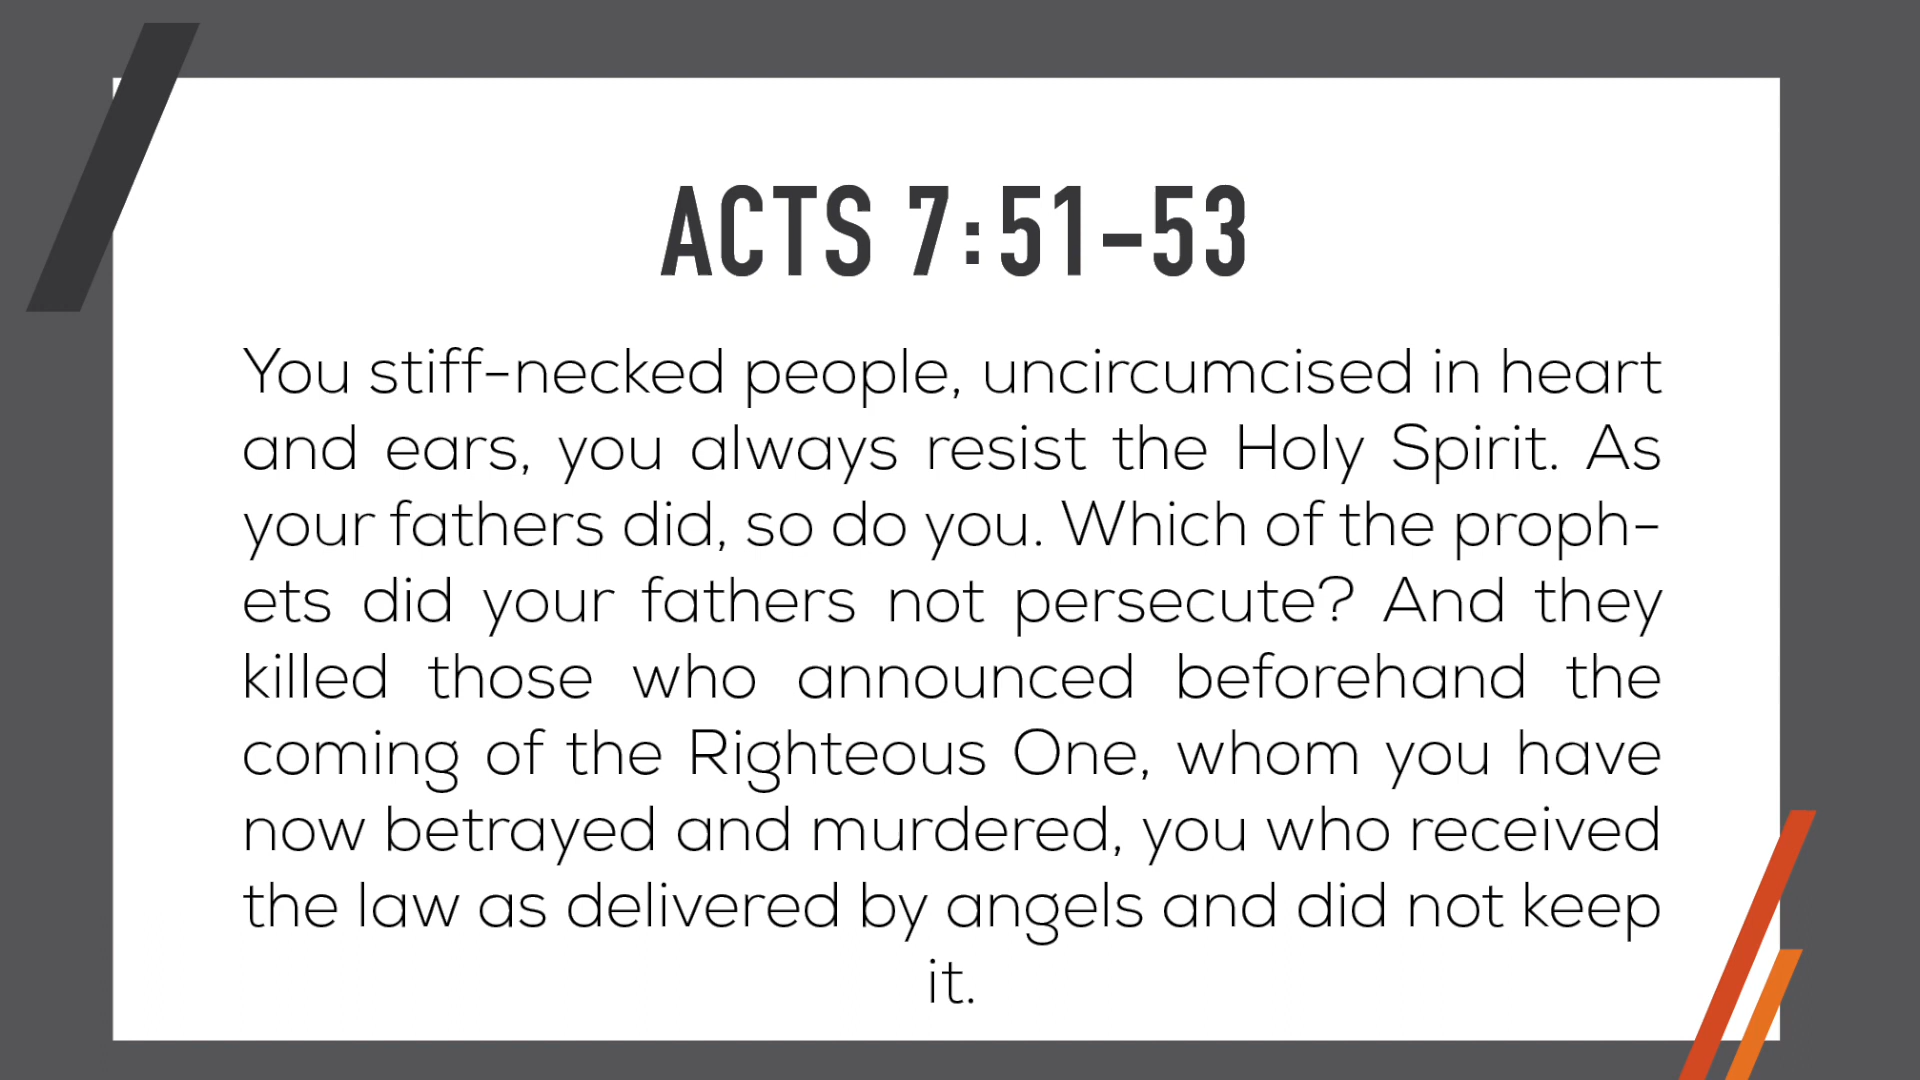 ACTS 7:51-53
You stiff-necked people, uncircumcised in heart
and ears, you always resist the Holy Spirit. As
your fathers did, so do you. Which of the proph-
ets did your fathers not persecute? And they
killed those who announced beforehand the
coming of the Righteous One, whom you have
now betrayed and murdered, you who received
the law as delivered by angels and did not keep
it.